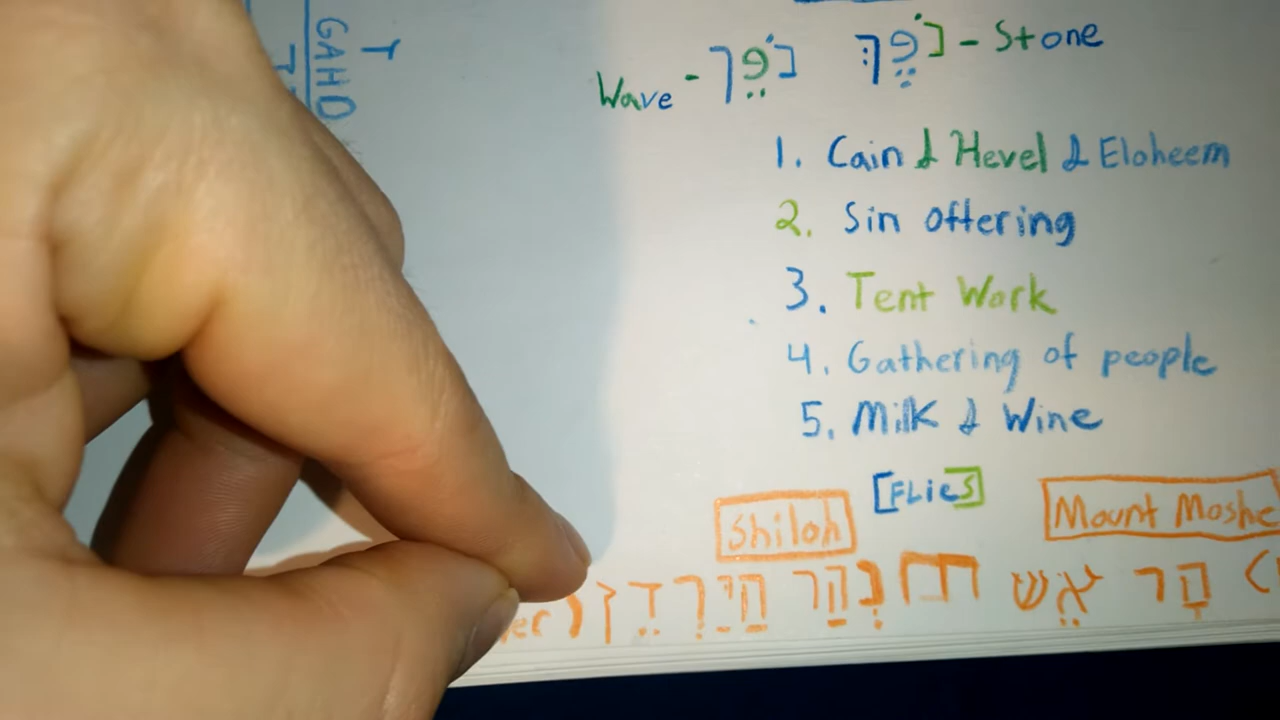 T
GAHO
נֹפֶךְ - Stone
Wave - נֹפֵך
1. Cain & Hevel & Eloheem
2. Sin offering
3. Tent Work
4. Gathering of people
5. Milk & Wine
[FLieS]
Shiloh
Mount Moshe
הַר אֵשׁ
נְהַר הַיַּרְדֵן